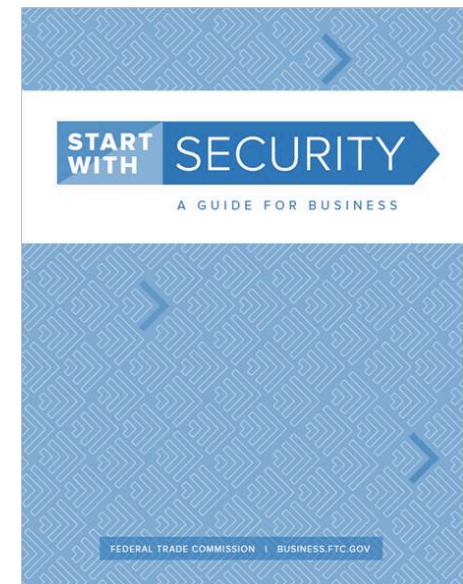 START
WITH
SECURITY
A GUIDE FOR BUSINESS
FEDERAL TRADE COMMISSION | BUSINESS.FTC.GOV